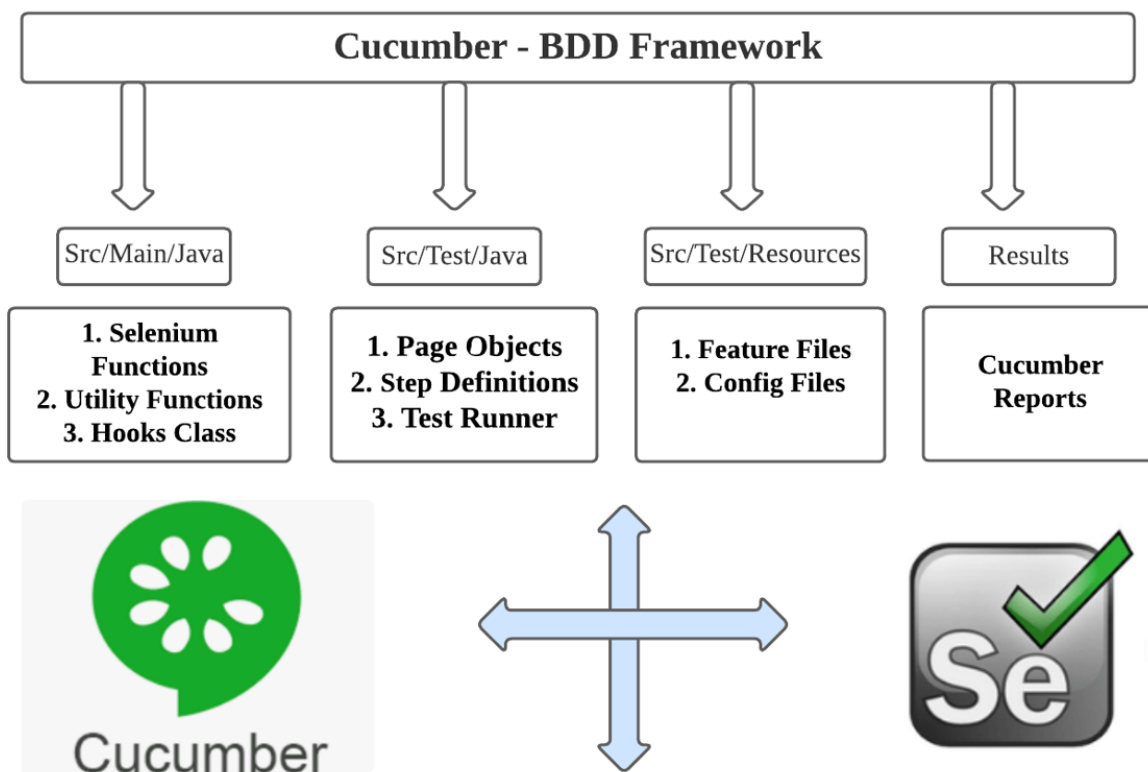 Cucumber - BDD Framework
Src/Main/Java
Src/Test/Java
Src/Test/Resources
Results
1. Selenium
Functions
2. Utility Functions
3. Hooks Class
1. Page Objects
2. Step Definitions
3. Test Runner
1. Feature Files
2. Config Files
Cucumber
Reports
Cucumber
Se